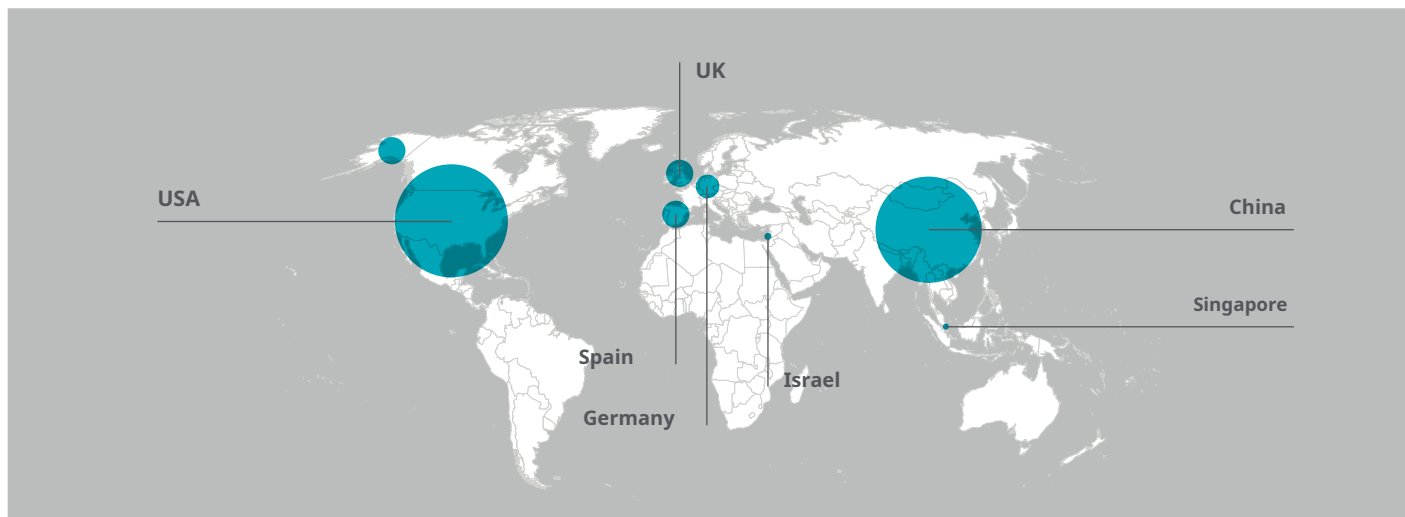 UK
USA
China
Singapore
Spain
Israel
Germany